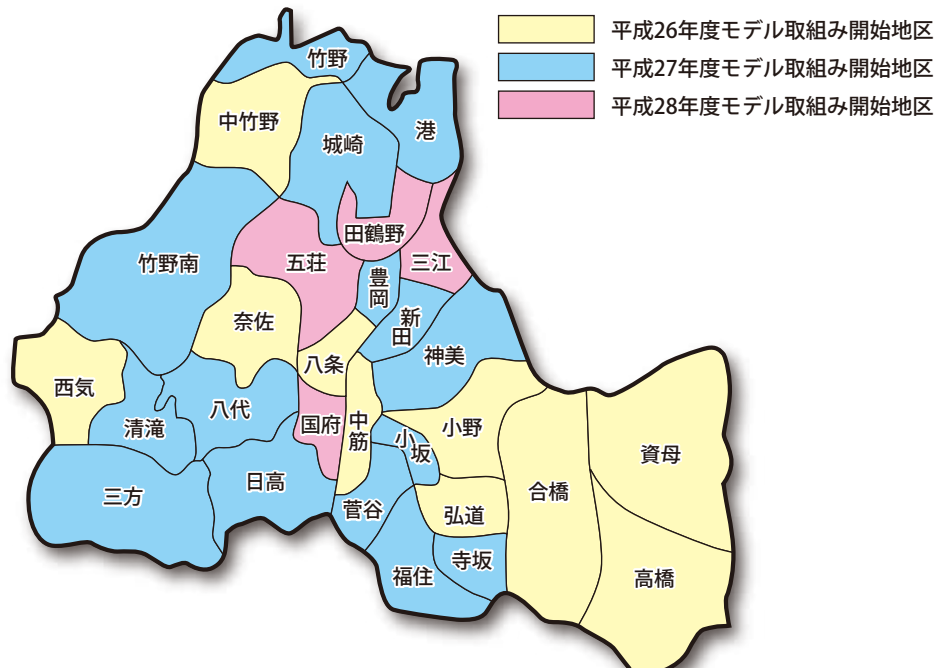 平成26年度モデル取組み開始地区
平成27年度モデル取組み開始地区
平成28年度モデル取組み開始地区
竹野
中竹野
城崎
港
田鶴野
竹野南
五荘
三江
豊岡
奈佐
新田
神美
八条
西気
八代
国府
中筋
清滝
小坂
小野
資母
三方
日高
合橋
菅谷
弘道
寺坂
福住
高橋